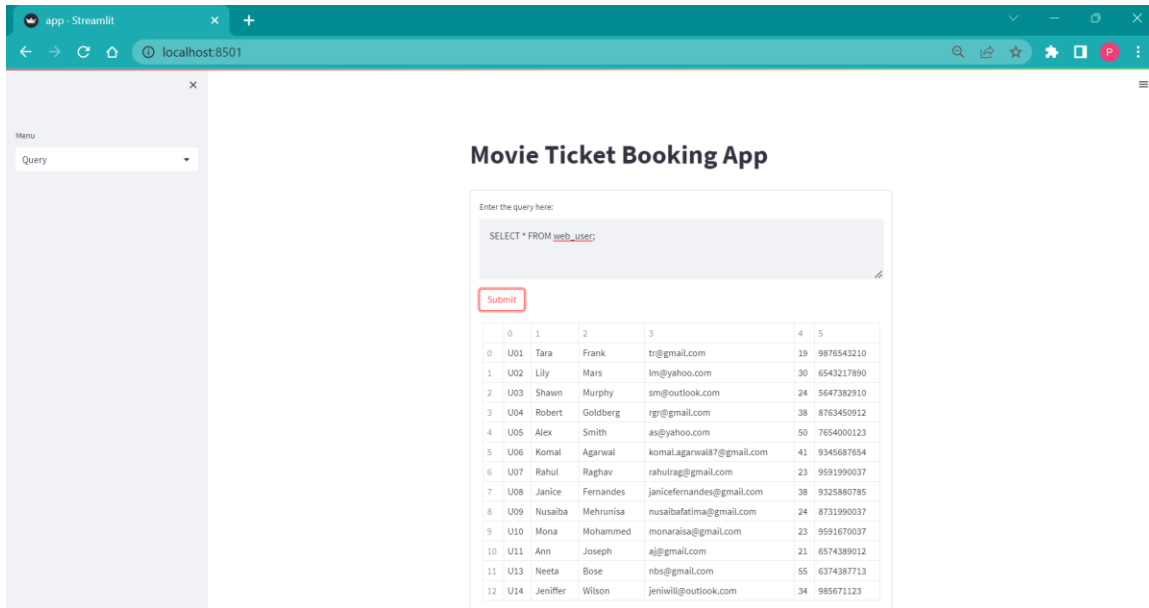 app · Streamlit
localhost:8501
P
Menu
Query
Movie Ticket Booking App
Enter the query here:
SELECT * FROM web_user;
Submit
0 1 2 3 4 5
0 U01 Tara Frank tr@gmail.com 19 9876543210
1 U02 Lily Mars lm@yahoo.com 30 6543217890
2 U03 Shawn Murphy sm@outlook.com 24 5647382910
3 U04 Robert Goldberg rgr@gmail.com 38 8763450912
4 U05 Alex Smith as@yahoo.com 50 7654000123
5 U06 Komal Agarwal komal.agarwal87@gmail.com 41 9345687654
6 U07 Rahul Raghav rahulrag@gmail.com 23 9591990037
7 U08 Janice Fernandes janicefernandes@gmail.com 38 9325880785
8 U09 Nusaiba Mehrunisa nusaibafatima@gmail.com 24 8731990037
9 U10 Mona Mohammed monaraisa@gmail.com 23 9591670037
10 U11 Ann Joseph aj@gmail.com 21 6574389012
11 U13 Neeta Bose nbs@gmail.com 55 6374387713
12 U14 Jeniffer Wilson jeniwill@outlook.com 34 985671123